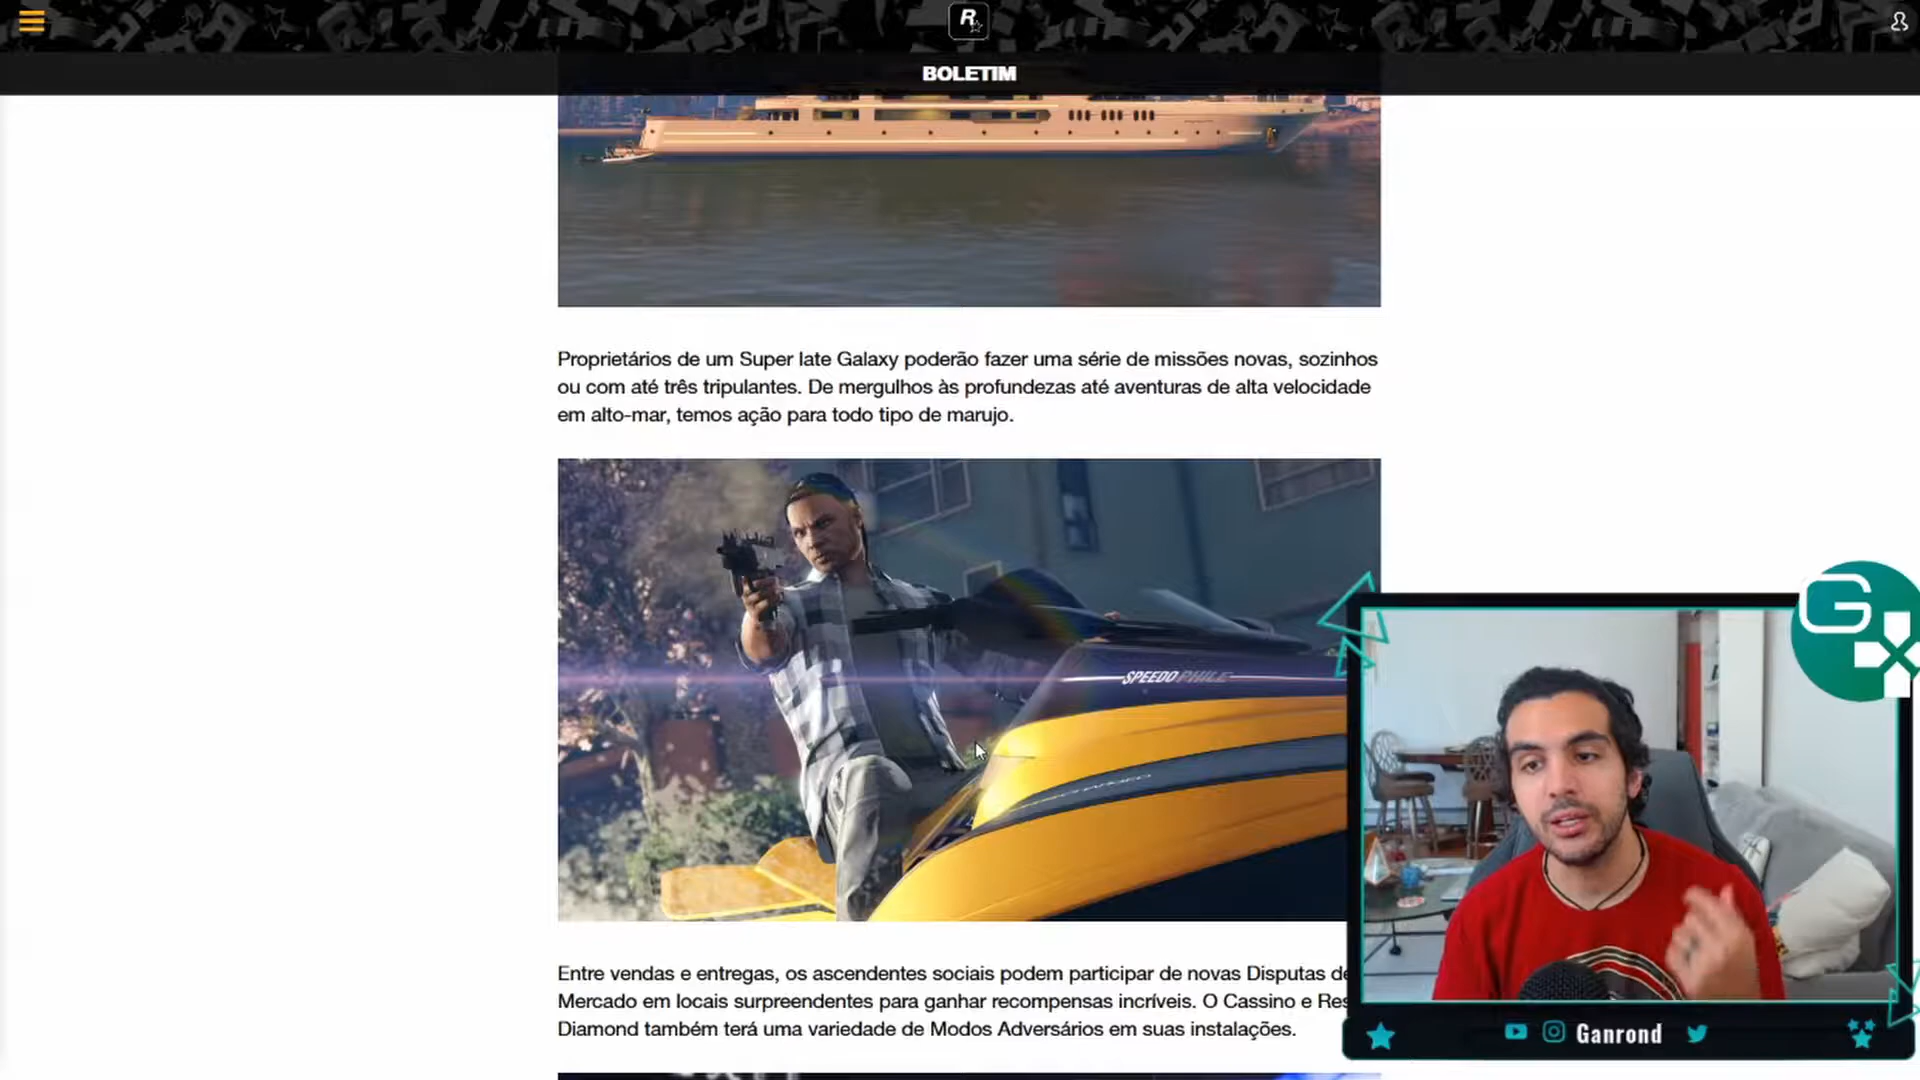 R
BOLETIM
Proprietários de um Super Iate Galaxy poderão fazer uma série de missões novas, sozinhos
ou com até três tripulantes. De mergulhos às profundezas até aventuras de alta velocidade
em alto-mar, temos ação para todo tipo de marujo.
SPEEDOPHILE
G
Entre vendas e entregas, os ascendentes sociais podem participar de novas Disputas de
Mercado em locais surpreendentes para ganhar recompensas incríveis. O Cassino e Res
Diamond também terá uma variedade de Modos Adversários em suas instalações.
Ganrond